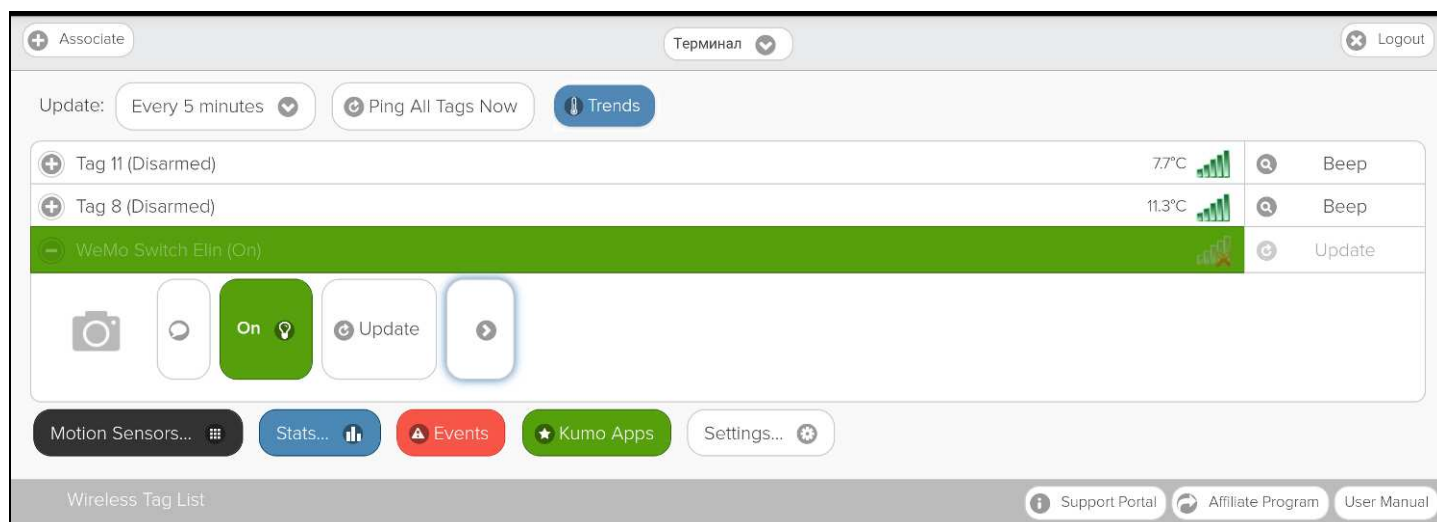 Associate Терминал Logout
Update: Every 5 minutes Ping All Tags Now Trends
Tag 11 (Disarmed) 7.7°C Beep
Tag 8 (Disarmed) 11.3°C Beep
WeMo Switch Elin (On) Update
On Update
Motion Sensors... Stats... Events Kumo Apps Settings...
Wireless Tag List Support Portal Affiliate Program User Manual